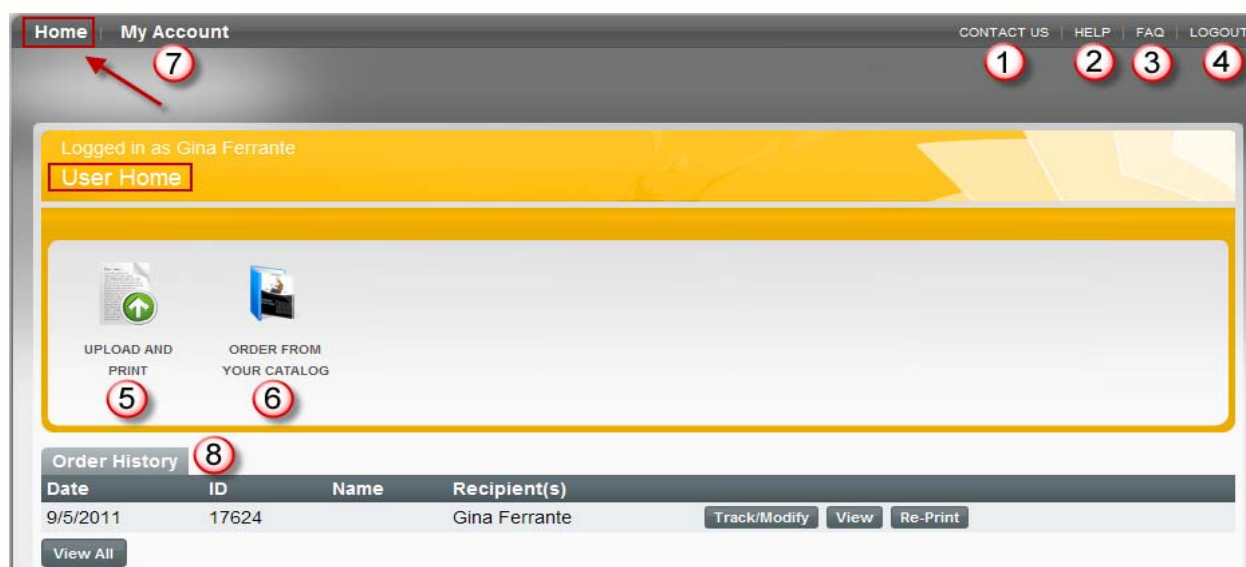 Home | My Account CONTACT US | HELP | FAQ | LOGOUT
7 1 2 3 4
Logged in as Gina Ferrante
User Home
UPLOAD AND PRINT
5
ORDER FROM YOUR CATALOG
6
Order History 8
Date ID Name Recipient(s)
9/5/2011 17624 Gina Ferrante Track/Modify View Re-Print
View All